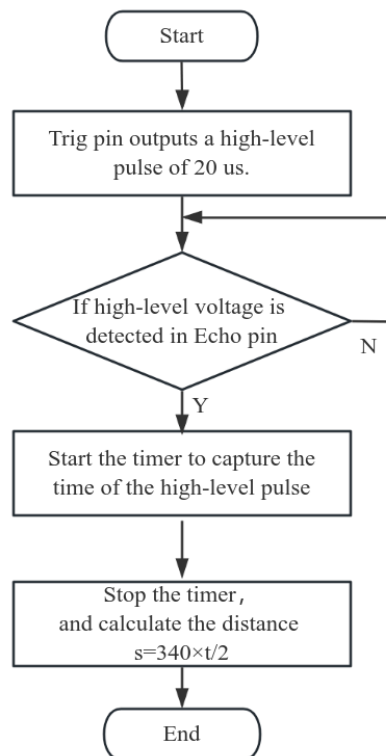 Start
Trig pin outputs a high-level
pulse of 20 us.
If high-level voltage is
detected in Echo pin
N
Y
Start the timer to capture the
time of the high-level pulse
Stop the timer，
and calculate the distance
s=340×t/2
End